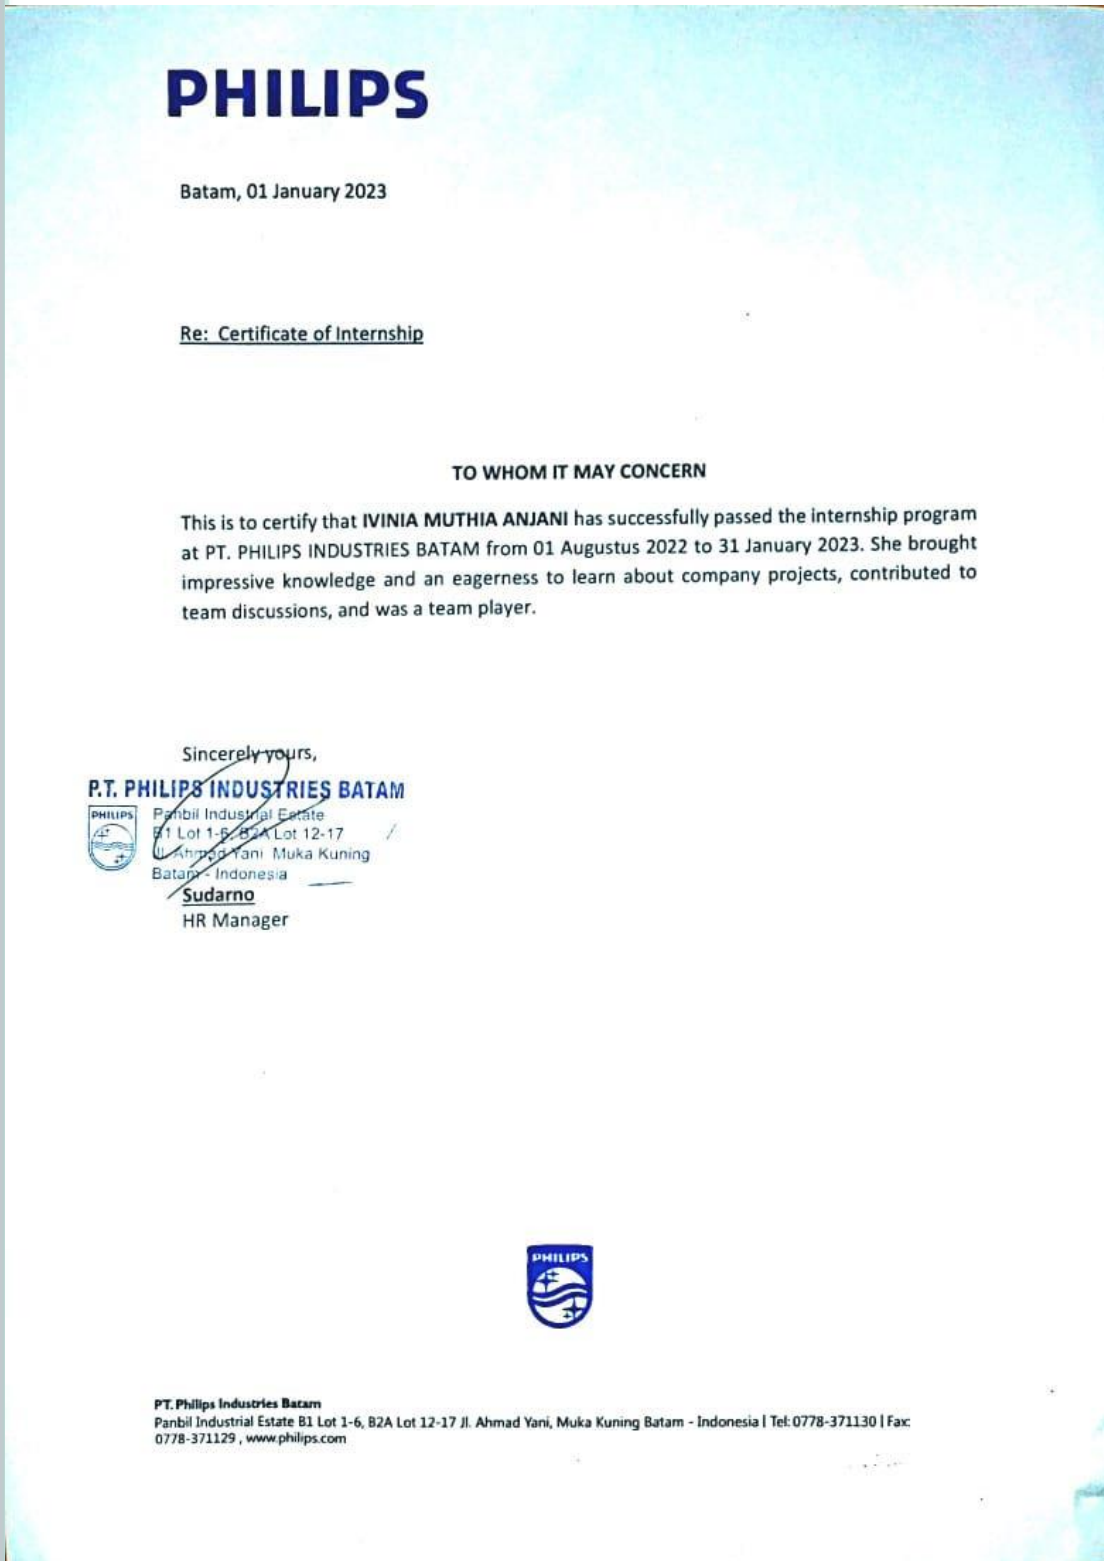 PHILIPS
Batam, 01 January 2023
Re: Certificate of Internship
TO WHOM IT MAY CONCERN
This is to certify that IVINIA MUTHIA ANJANI has successfully passed the internship program
at PT. PHILIPS INDUSTRIES BATAM from 01 Augustus 2022 to 31 January 2023. She brought
impressive knowledge and an eagerness to learn about company projects, contributed to
team discussions, and was a team player.
Sincerely yours,
P.T. PHILIPS INDUSTRIES BATAM
PHILIPS
Panbil Industrial Estate
B1 Lot 1-6, B2A Lot 12-17
Jl. Ahmad Yani Muka Kuning
Batam - Indonesia
Sudarno
HR Manager
PHILIPS
PT. Philips Industries Batam
Panbil Industrial Estate B1 Lot 1-6, B2A Lot 12-17 Jl. Ahmad Yani, Muka Kuning Batam - Indonesia | Tel: 0778-371130 | Fax:
0778-371129 , www.philips.com